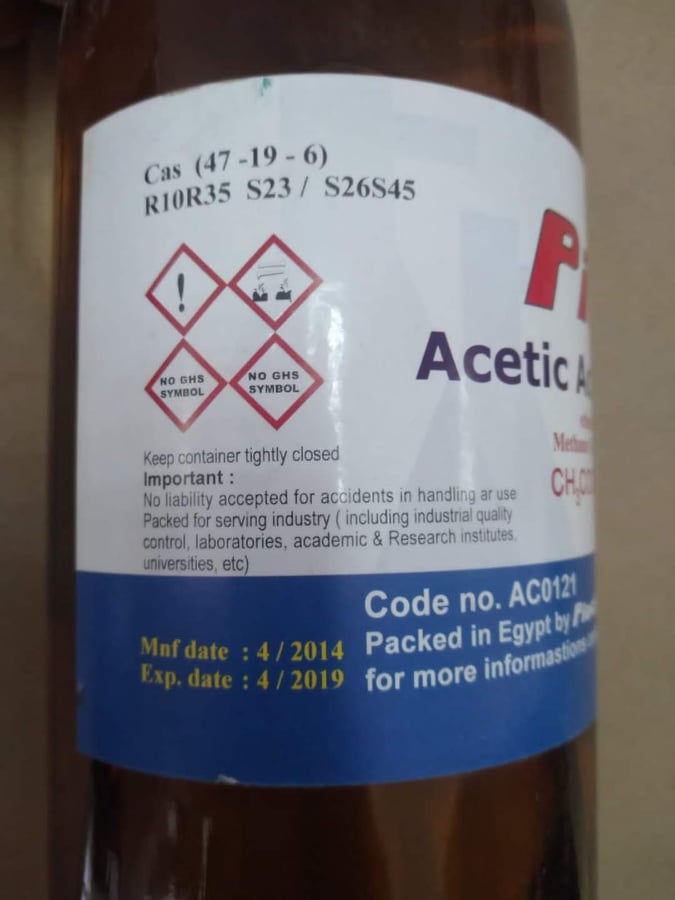 Cas (47 -19 - 6)
R10R35 S23 / S26S45
!
NO GHS
SYMBOL
NO GHS
SYMBOL
Keep container tightly closed
Important :
No liability accepted for accidents in handling ar use
Packed for serving industry ( including industrial quality
control, laboratories, academic & Research institutes,
universities, etc)
Mnf date : 4 / 2014
Exp. date : 4 / 2019
Pi
Acetic
CH₃CO
Code no. AC0121
Packed in Egypt by
for more informastions